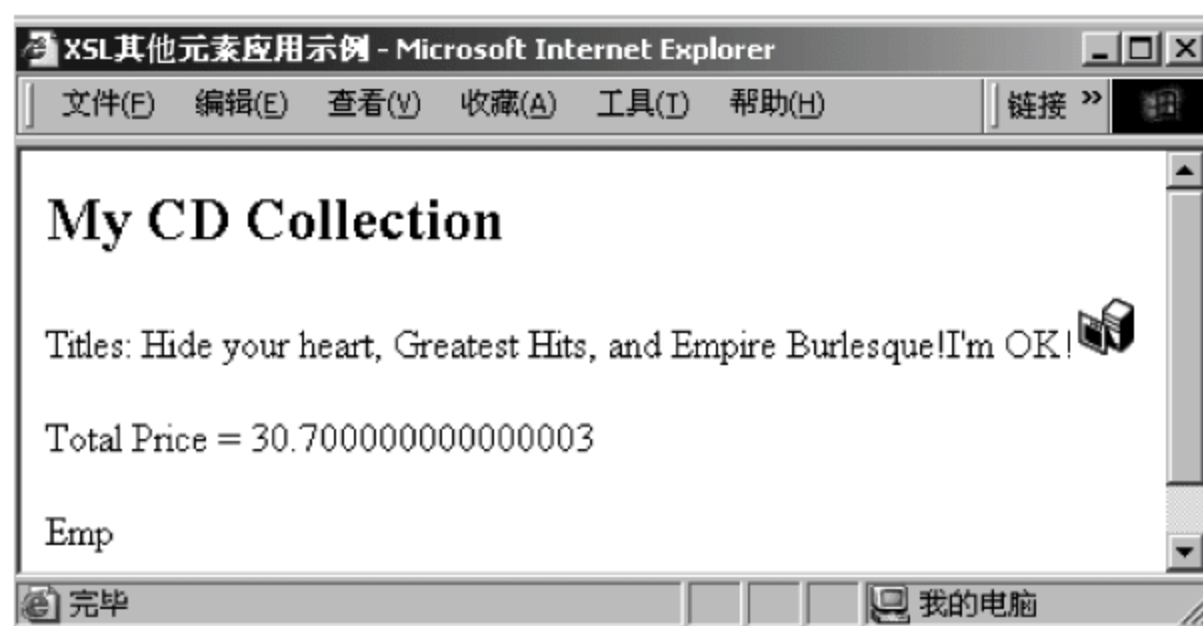 XSL其他元素应用示例 - Microsoft Internet Explorer
文件(F) 编辑(E) 查看(V) 收藏(A) 工具(T) 帮助(H) 链接 »
My CD Collection
Titles: Hide your heart, Greatest Hits, and Empire Burlesque!I'm OK!
Total Price = 30.700000000000003
Emp
完毕 我的电脑